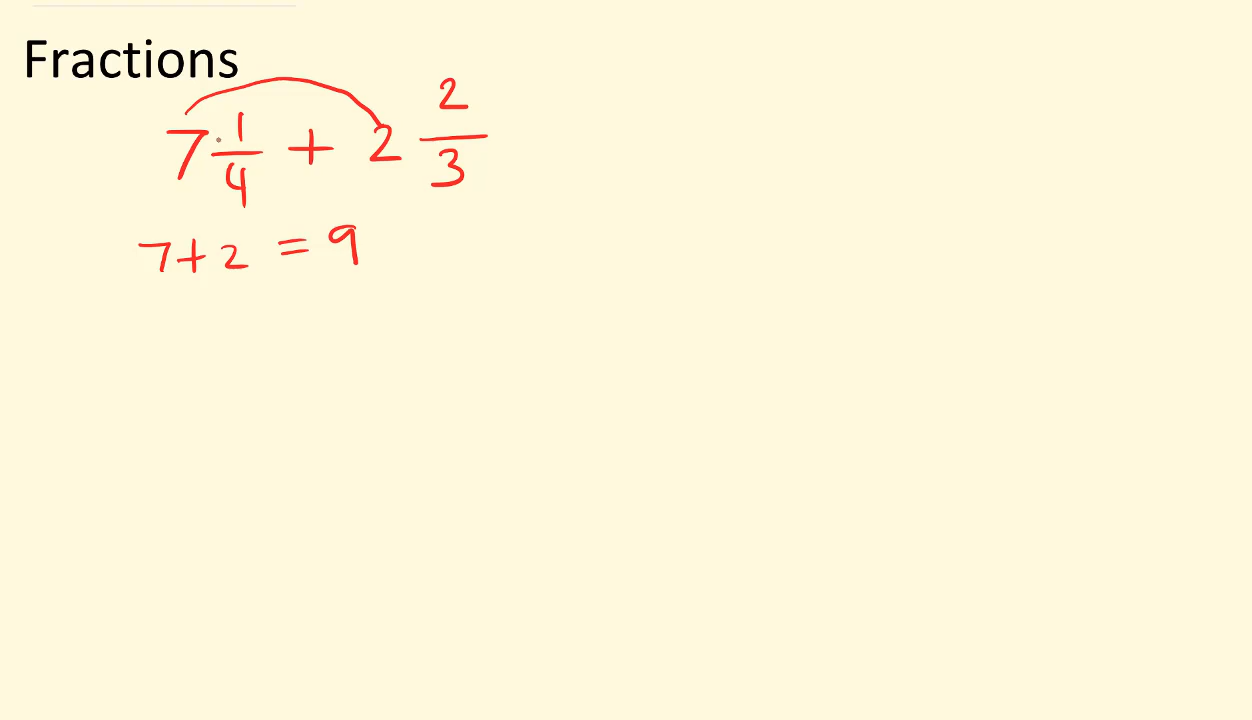 Fractions
7 1/4 + 2 2/3
7 + 2 = 9